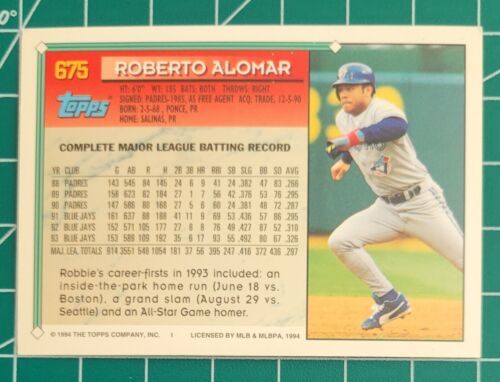 675
ROBERTO ALOMAR
Topps
HT: 6'0" WT: 185 BATS: BOTH THROWS: RIGHT
SIGNED: PADRES-1985, AS FREE AGENT ACQ: TRADE, 12-5-90
BORN: 2-5-68, PONCE, PR
HOME: SALINAS, PR
COMPLETE MAJOR LEAGUE BATTING RECORD
YR CLUB G AB R H 2B 3B HR RBI SB SLG BB SO AVG
88 PADRES 143 545 84 145 24 6 9 41 24 .382 47 83 .266
89 PADRES 158 623 82 184 27 1 7 56 42 .376 53 76 .295
90 PADRES 147 586 80 168 27 5 6 60 24 .381 48 72 .287
91 BLUE JAYS 161 637 88 188 41 11 9 69 53 .436 57 86 .295
92 BLUE JAYS 152 571 105 177 27 8 8 76 49 .427 87 52 .310
93 BLUE JAYS 153 589 109 192 35 6 17 93 55 .492 80 67 .326
MAJ. LEA. TOTALS 914 3551 548 1054 181 37 56 395 247 .416 372 436 .297
Robbie's career-firsts in 1993 included: an
inside-the-park home run (June 18 vs.
Boston), a grand slam (August 29 vs.
Seattle) and an All-Star Game homer.
© 1994 THE TOPPS COMPANY, INC.
LICENSED BY MLB & MLBPA, 1994